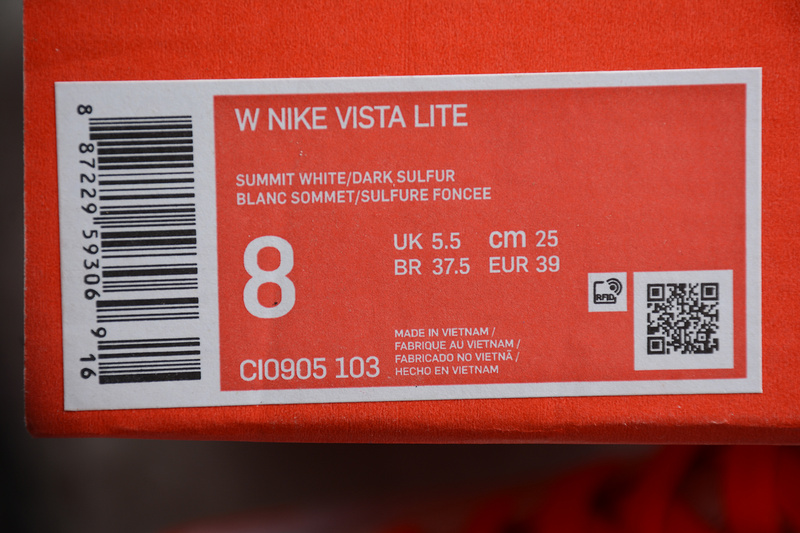 8 87229 59306 9 16
W NIKE VISTA LITE
SUMMIT WHITE/DARK SULFUR
BLANC SOMMET/SULFURE FONCEE
8
UK 5.5 cm 25
BR 37.5 EUR 39
RFID
MADE IN VIETNAM /
FABRIQUE AU VIETNAM /
FABRICADO NO VIETNÃ /
HECHO EN VIETNAM
CI0905 103